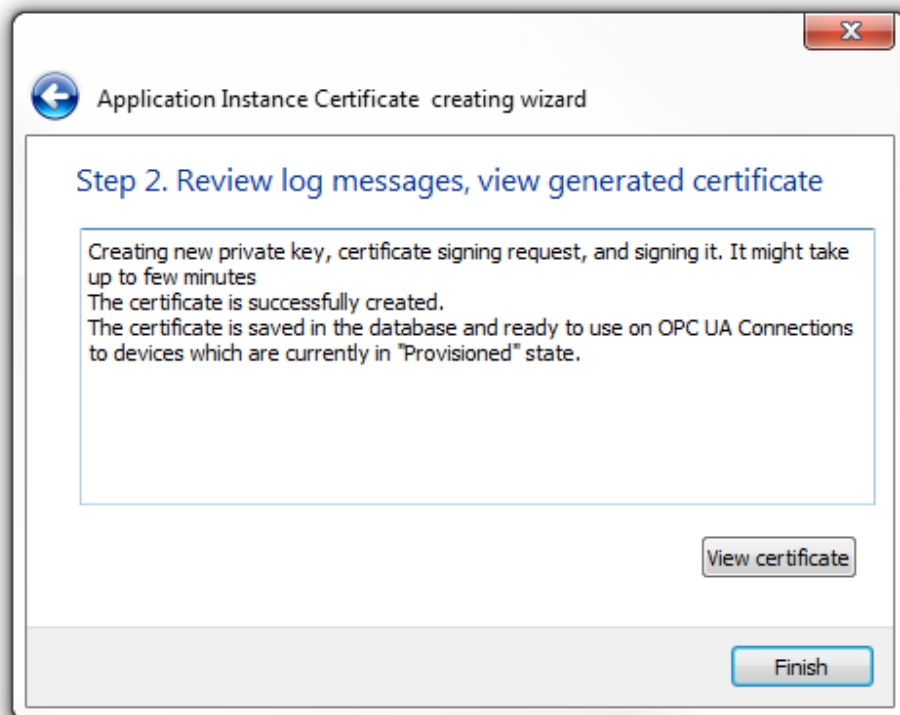 Application Instance Certificate creating wizard
Step 2. Review log messages, view generated certificate
Creating new private key, certificate signing request, and signing it. It might take
up to few minutes
The certificate is successfully created.
The certificate is saved in the database and ready to use on OPC UA Connections
to devices which are currently in "Provisioned" state.
View certificate
Finish